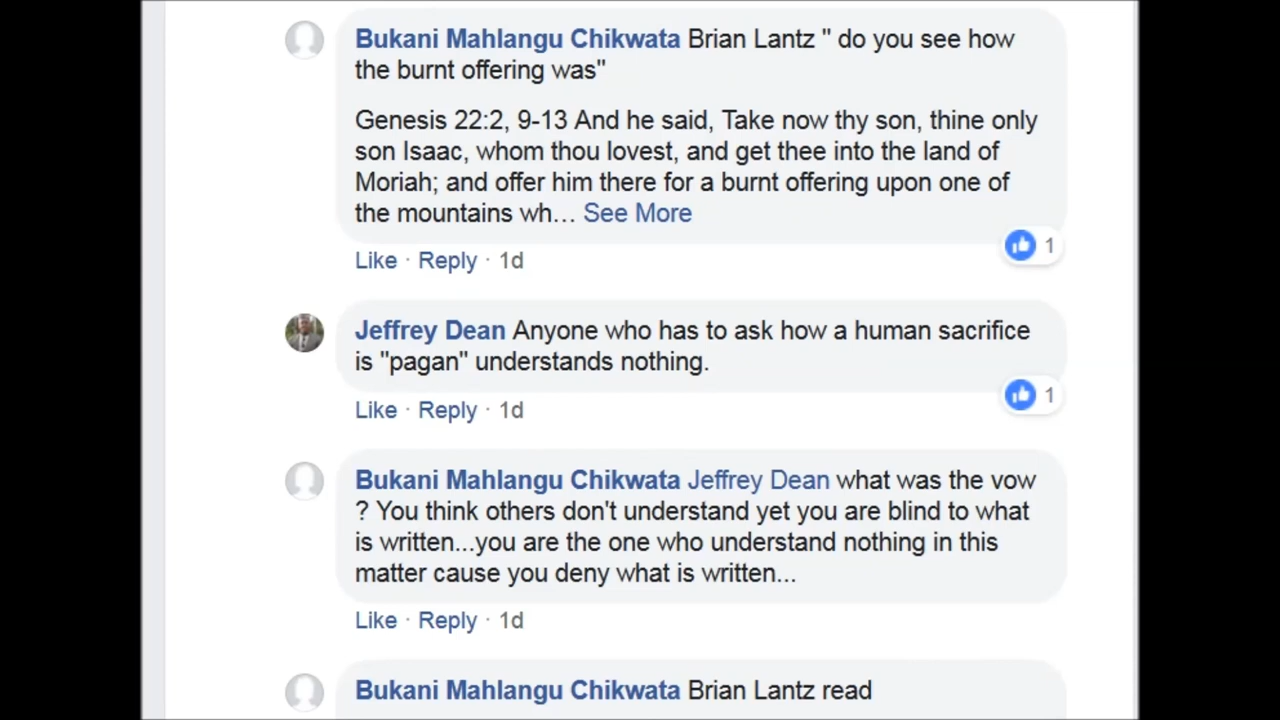 Bukani Mahlangu Chikwata Brian Lantz " do you see how
the burnt offering was"
Genesis 22:2, 9-13 And he said, Take now thy son, thine only
son Isaac, whom thou lovest, and get thee into the land of
Moriah; and offer him there for a burnt offering upon one of
the mountains wh... See More
1
Like · Reply · 1d
Jeffrey Dean Anyone who has to ask how a human sacrifice
is "pagan" understands nothing.
1
Like · Reply · 1d
Bukani Mahlangu Chikwata Jeffrey Dean what was the vow
? You think others don't understand yet you are blind to what
is written...you are the one who understand nothing in this
matter cause you deny what is written...
Like · Reply · 1d
Bukani Mahlangu Chikwata Brian Lantz read